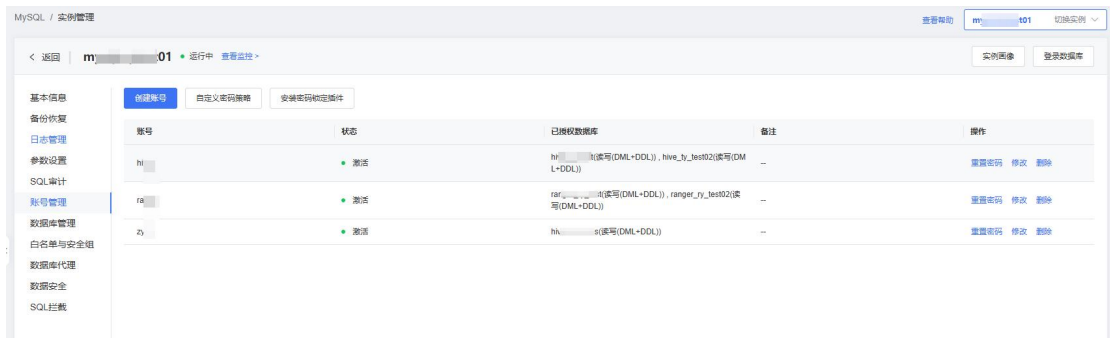 MySQL / 实例管理
查看帮助
切换实例
< 返回
运行中 查看监控 >
实例画像
登录数据库
基本信息
备份恢复
日志管理
参数设置
SQL审计
账号管理
数据库管理
白名单与安全组
数据库代理
数据安全
SQL拦截
创建账号
自定义密码策略
安装密码锁定插件
账号 状态 已授权数据库 备注 操作
激活
t(读写(DML+DDL)) , hive_ty_test02(读写(DM
L+DDL))
--
重置密码 修改 删除
激活
t(读写(DML+DDL)) , ranger_ry_test02(读
写(DML+DDL))
--
重置密码 修改 删除
激活
s(读写(DML+DDL))
--
重置密码 修改 删除